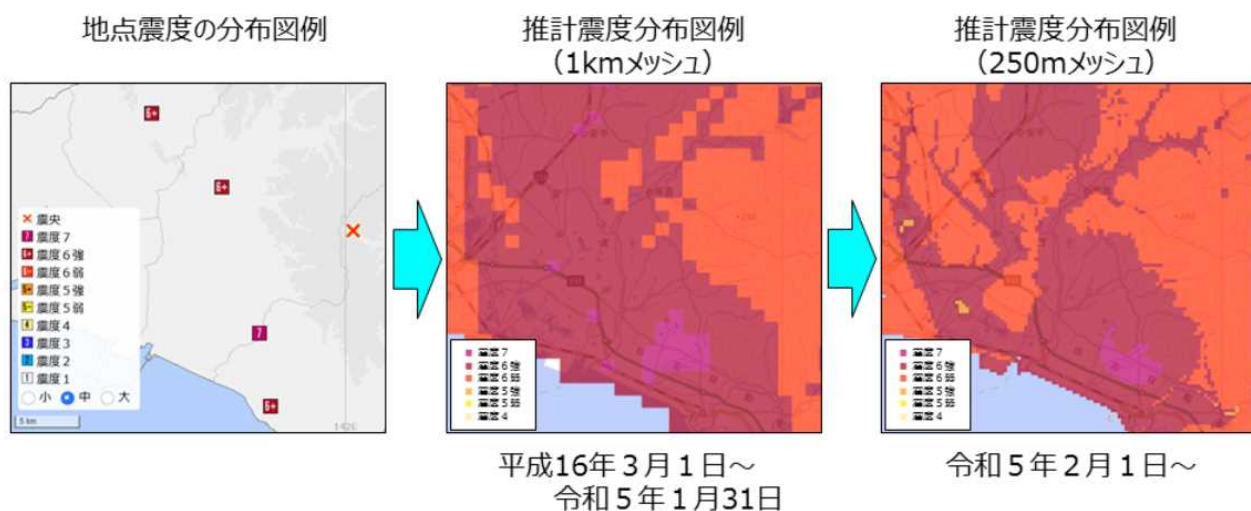 地点震度の分布図例
推計震度分布図例
（1kmメッシュ）
推計震度分布図例
（250mメッシュ）
6+
6+
7
6+
震央
7 震度７
6+ 震度６強
6- 震度６弱
5+ 震度５強
5- 震度５弱
4 震度４
3 震度３
2 震度２
1 震度１
小 中 大
5 km
142E
震度７
震度６強
震度６弱
震度５強
震度５弱
震度４
震度７
震度６強
震度６弱
震度５強
震度５弱
震度４
平成16年３月１日～
令和５年１月31日
令和５年２月１日～